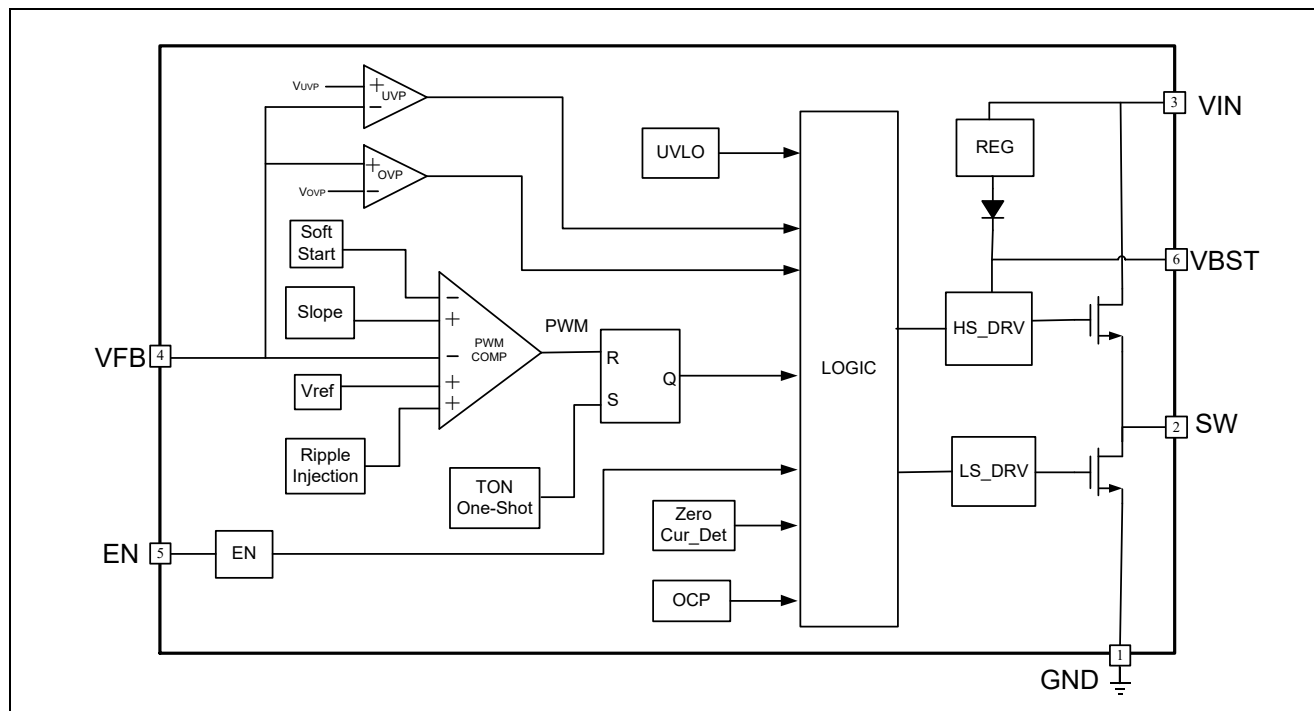 VUVP
+
UVP
−
+
OVP
VOVP
−
UVLO
3
VIN
REG
Soft
Start
−
Slope
+
6
VBST
PWM
HS_DRV
VFB
4
−
PWM
COMP
R
Q
LOGIC
Vref
+
+
S
SW
2
Ripple
Injection
TON
One-Shot
LS_DRV
Zero
Cur_Det
EN
5
EN
OCP
1
GND